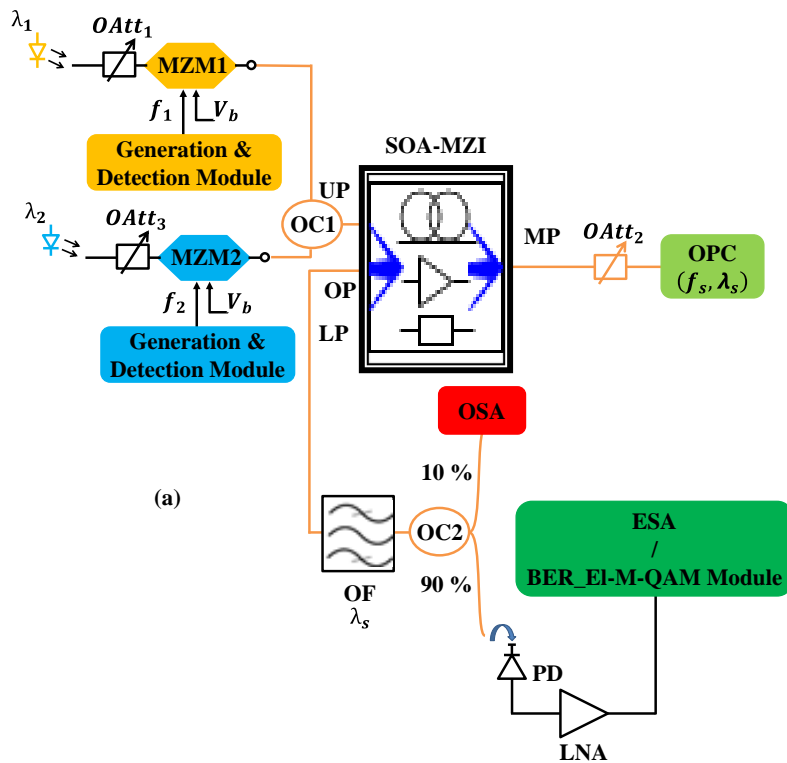 λ1
OAtt1
MZM1
f1
Vb
Generation &
Detection Module
UP
SOA-MZI
λ2
OAtt3
MZM2
OC1
f2
Vb
Generation &
Detection Module
OP
LP
MP
OAtt2
OPC
(fs, λs)
OSA
10 %
(a)
OC2
OF
λs
90 %
ESA
/
BER_El-M-QAM Module
PD
LNA